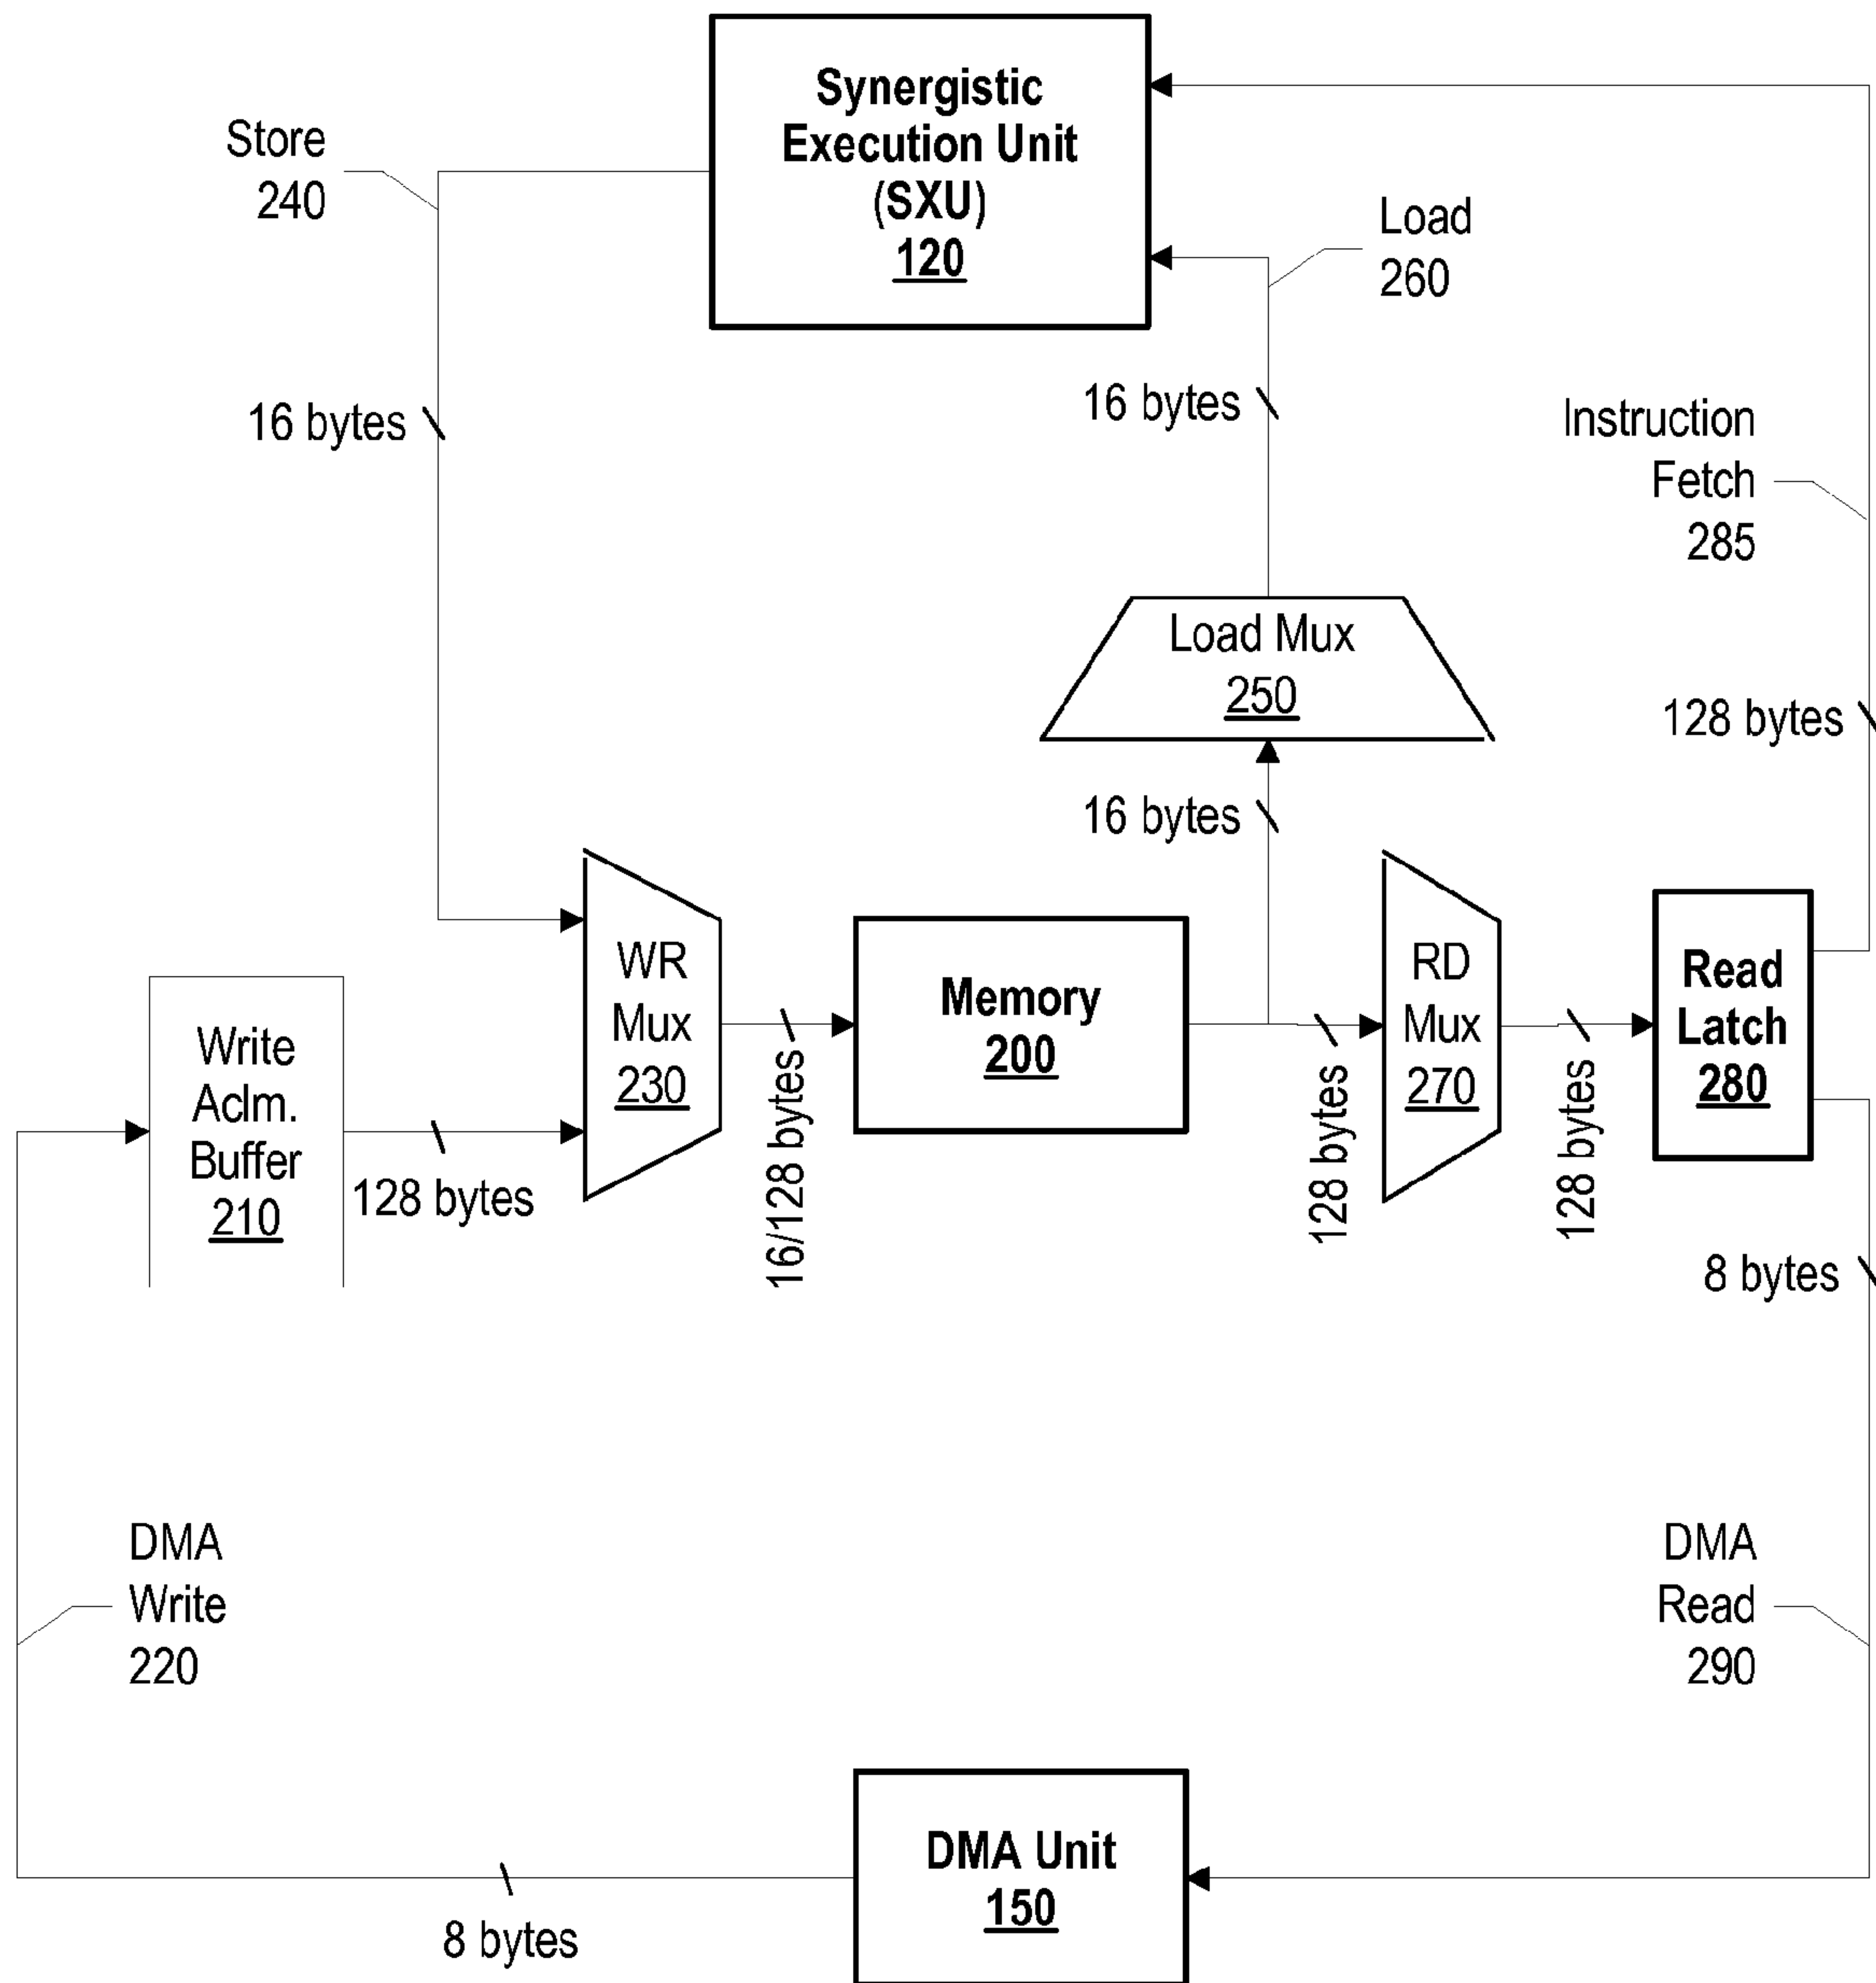 Synergistic
Execution Unit
(SXU)
120
Store
240
Load
260
16 bytes
16 bytes
Instruction
Fetch
285
Load Mux
250
128 bytes
16 bytes
WR
Mux
230
Memory
200
RD
Mux
270
Read
Latch
280
Write
Aclm.
Buffer
210
128 bytes
16/128 bytes
128 bytes
128 bytes
8 bytes
DMA
Write
220
DMA
Read
290
DMA Unit
150
8 bytes